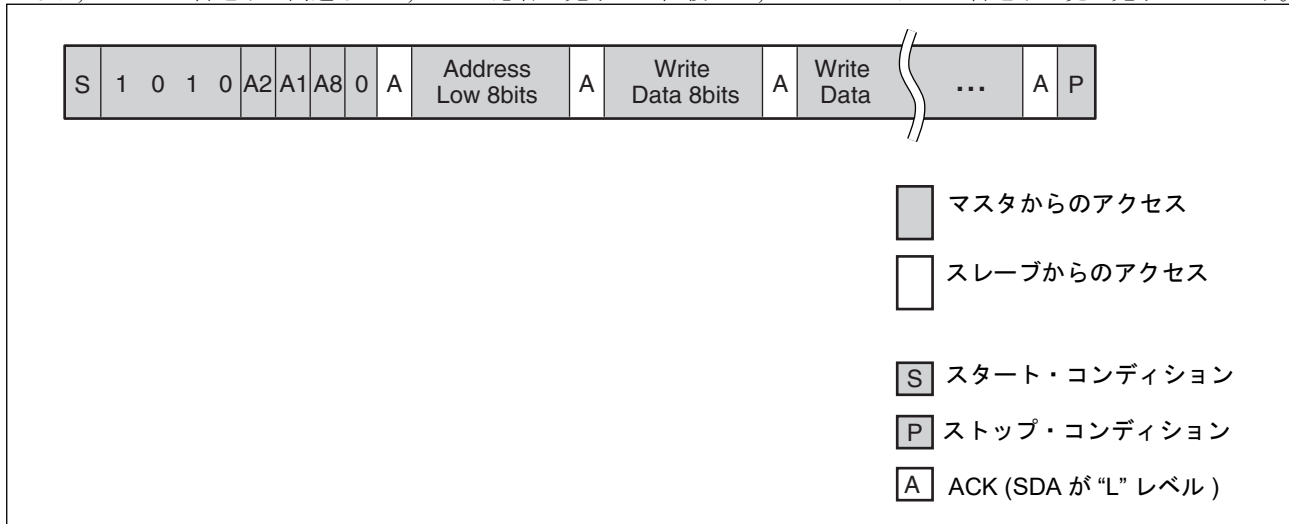 S 1 0 1 0 A2 A1 A8 0 A Address Low 8bits A Write Data 8bits A Write Data ... A P
マスタからのアクセス
スレーブからのアクセス
S スタート・コンディション
P ストップ・コンディション
A ACK (SDA が “L” レベル )